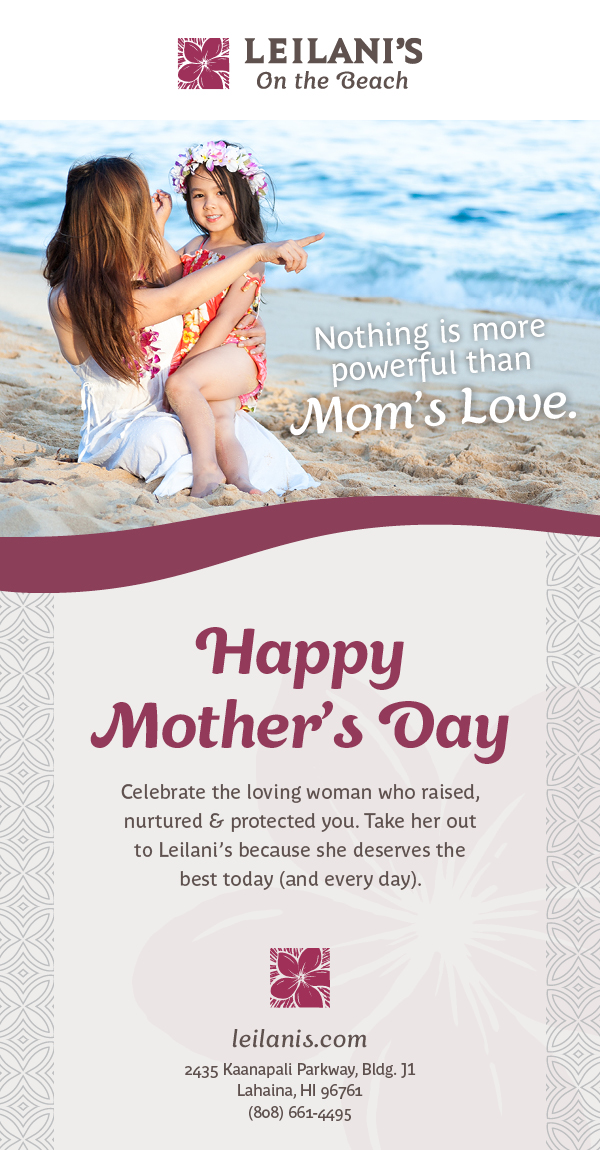 LEILANI'S
On the Beach
Nothing is more
powerful than
Mom's Love.
Happy
Mother's Day
Celebrate the loving woman who raised,
nurtured & protected you. Take her out
to Leilani's because she deserves the
best today (and every day).
leilanis.com
2435 Kaanapali Parkway, Bldg. J1
Lahaina, HI 96761
(808) 661-4495